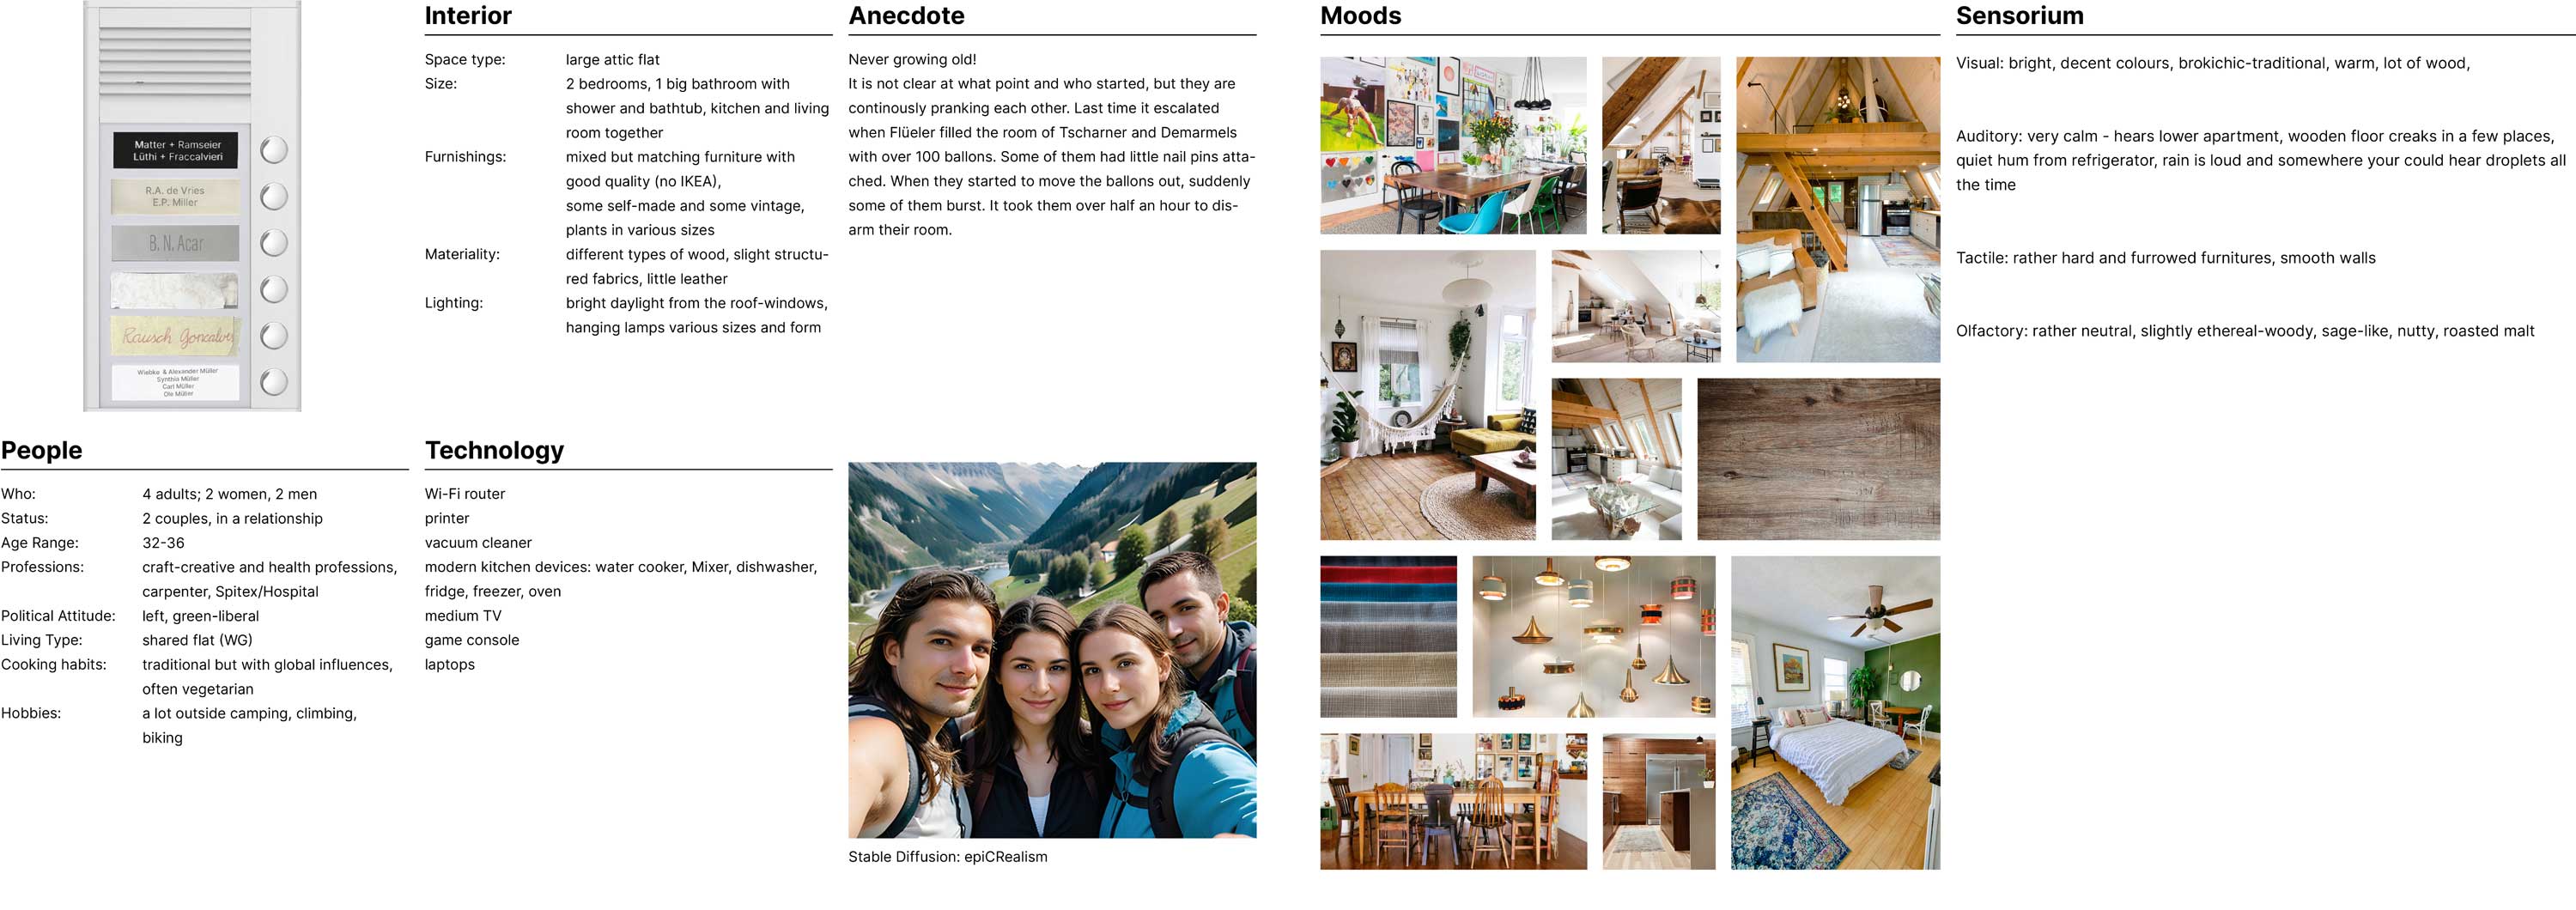 Matter + Ramseier
Lüthi + Fraccalvieri
R.A. de Vries
E.P. Miller
B. N. Acar
Rausch Goncalves
Wiebke & Alexander Müller
Synthia Müller
Carl Müller
Ole Müller
Interior
Space type: large attic flat
Size: 2 bedrooms, 1 big bathroom with
shower and bathtub, kitchen and living
room together
Furnishings: mixed but matching furniture with
good quality (no IKEA),
some self-made and some vintage,
plants in various sizes
Materiality: different types of wood, slight structu-
red fabrics, little leather
Lighting: bright daylight from the roof-windows,
hanging lamps various sizes and form
Anecdote
Never growing old!
It is not clear at what point and who started, but they are
continously pranking each other. Last time it escalated
when Flüeler filled the room of Tscharner and Demarmels
with over 100 ballons. Some of them had little nail pins atta-
ched. When they started to move the ballons out, suddenly
some of them burst. It took them over half an hour to dis-
arm their room.
People
Who: 4 adults; 2 women, 2 men
Status: 2 couples, in a relationship
Age Range: 32-36
Professions: craft-creative and health professions,
carpenter, Spitex/Hospital
Political Attitude: left, green-liberal
Living Type: shared flat (WG)
Cooking habits: traditional but with global influences,
often vegetarian
Hobbies: a lot outside camping, climbing,
biking
Technology
Wi-Fi router
printer
vacuum cleaner
modern kitchen devices: water cooker, Mixer, dishwasher,
fridge, freezer, oven
medium TV
game console
laptops
Stable Diffusion: epiCRealism
Moods
Sensorium
Visual: bright, decent colours, brokichic-traditional, warm, lot of wood,
Auditory: very calm - hears lower apartment, wooden floor creaks in a few places,
quiet hum from refrigerator, rain is loud and somewhere your could hear droplets all
the time
Tactile: rather hard and furrowed furnitures, smooth walls
Olfactory: rather neutral, slightly ethereal-woody, sage-like, nutty, roasted malt